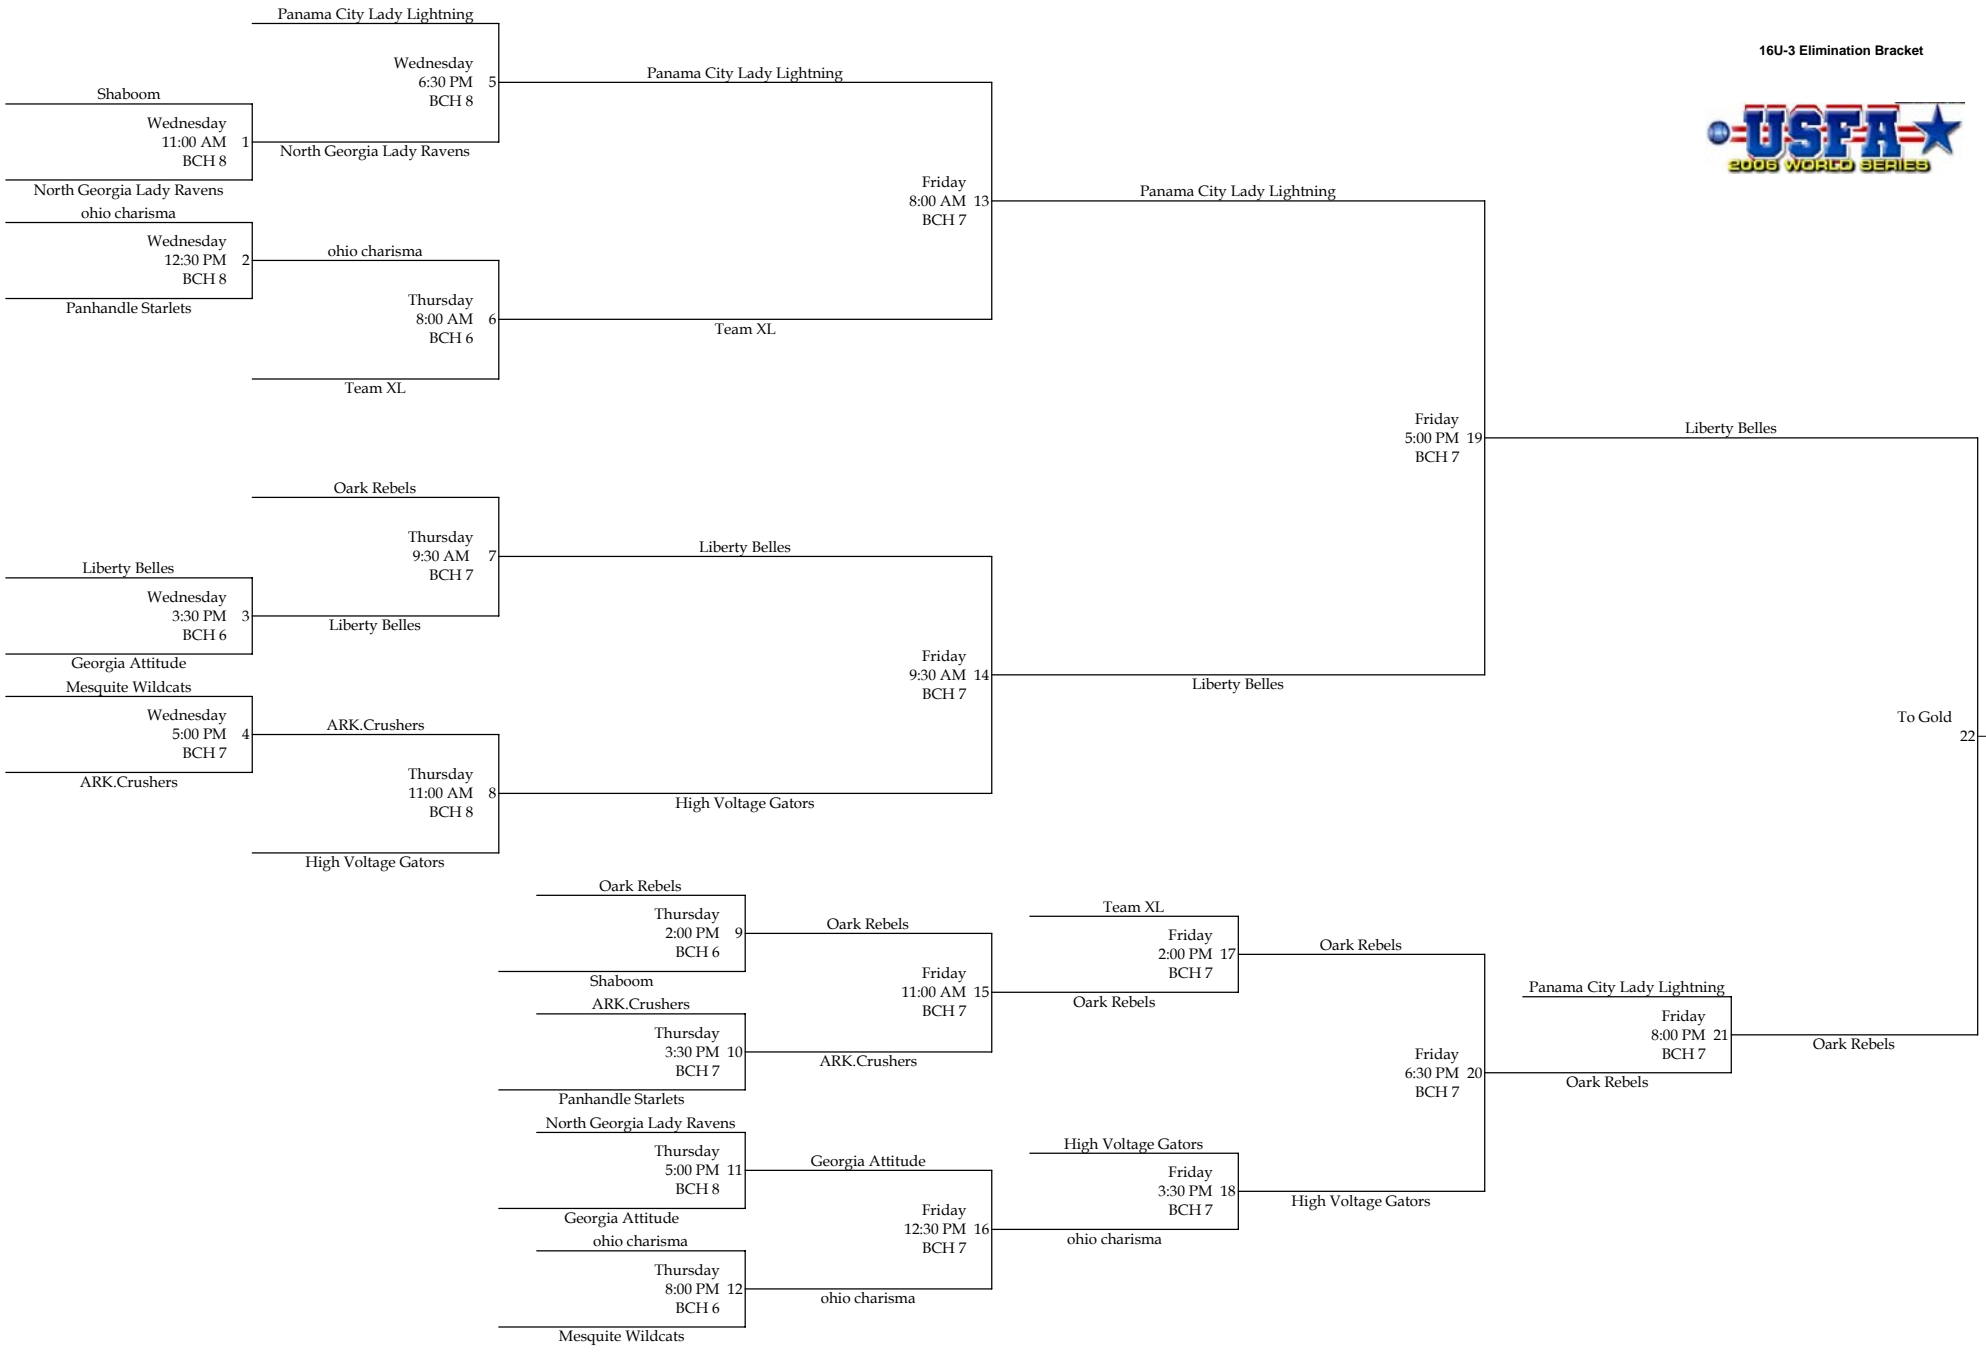 Panama City Lady Lightning
16U-3 Elimination Bracket
Wednesday
6:30 PM 5
BCH 8
Panama City Lady Lightning
Shaboom
Wednesday
11:00 AM 1
BCH 8
North Georgia Lady Ravens
North Georgia Lady Ravens
USFA
2006 WORLD SERIES
ohio charisma
Wednesday
12:30 PM 2
BCH 8
Panhandle Starlets
ohio charisma
Thursday
8:00 AM 6
BCH 6
Team XL
Team XL
Friday
8:00 AM 13
BCH 7
Panama City Lady Lightning
Friday
5:00 PM 19
BCH 7
Liberty Belles
Oark Rebels
Thursday
9:30 AM 7
BCH 7
Liberty Belles
Liberty Belles
Wednesday
3:30 PM 3
BCH 6
Georgia Attitude
Liberty Belles
Mesquite Wildcats
Wednesday
5:00 PM 4
BCH 7
ARK.Crushers
ARK.Crushers
Thursday
11:00 AM 8
BCH 8
High Voltage Gators
High Voltage Gators
Friday
9:30 AM 14
BCH 7
Liberty Belles
To Gold
22
Oark Rebels
Thursday
2:00 PM 9
BCH 6
Shaboom
Oark Rebels
ARK.Crushers
Thursday
3:30 PM 10
BCH 7
Panhandle Starlets
ARK.Crushers
Friday
11:00 AM 15
BCH 7
Team XL
Friday
2:00 PM 17
BCH 7
Oark Rebels
Oark Rebels
North Georgia Lady Ravens
Thursday
5:00 PM 11
BCH 8
Georgia Attitude
Georgia Attitude
ohio charisma
Thursday
8:00 PM 12
BCH 6
Mesquite Wildcats
ohio charisma
Friday
12:30 PM 16
BCH 7
High Voltage Gators
Friday
3:30 PM 18
BCH 7
ohio charisma
High Voltage Gators
Friday
6:30 PM 20
BCH 7
Panama City Lady Lightning
Friday
8:00 PM 21
BCH 7
Oark Rebels
Oark Rebels